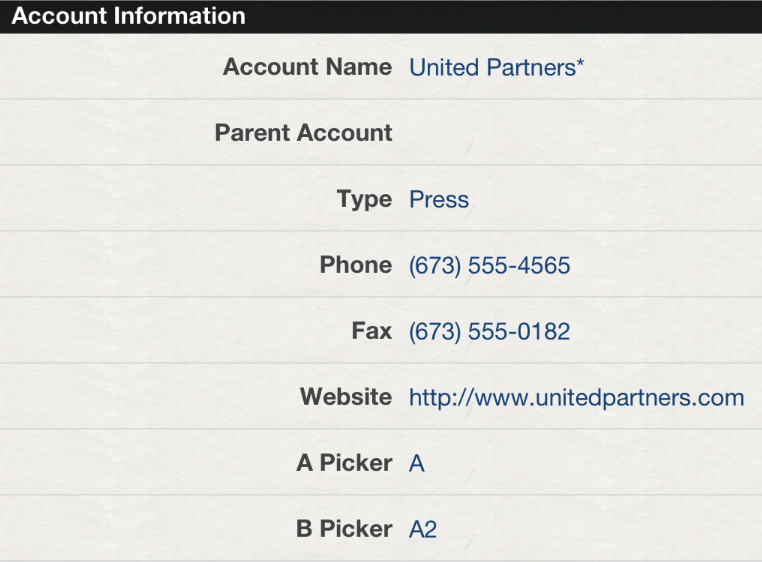 Account Information
Account Name United Partners*
Parent Account
Type Press
Phone (673) 555-4565
Fax (673) 555-0182
Website http://www.unitedpartners.com
A Picker A
B Picker A2